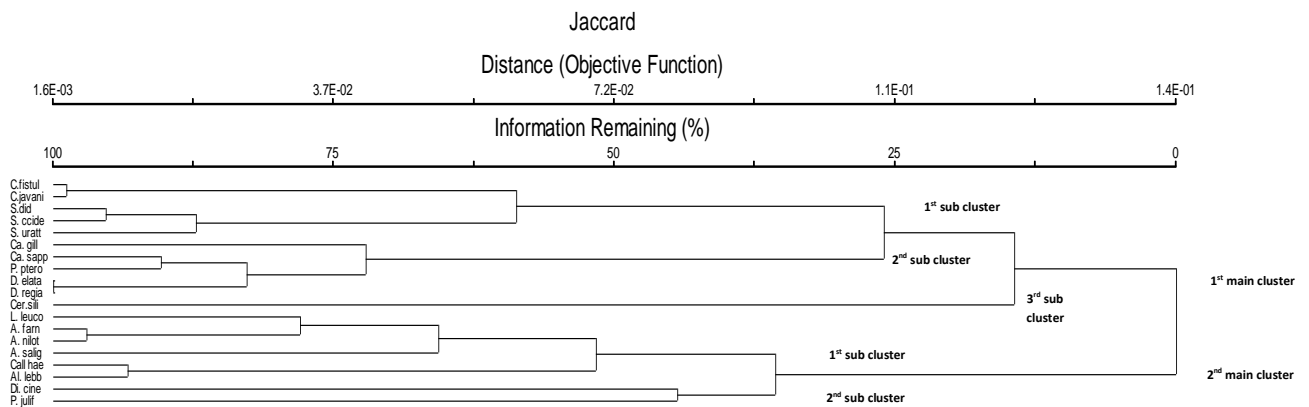 Jaccard
Distance (Objective Function)
1.6E-03 3.7E-02 7.2E-02 1.1E-01 1.4E-01
Information Remaining (%)
100 75 50 25 0
C.fistul
C.javani
S.did
S. ccide
S. uratt
Ca. gill
Ca. sapp
P. ptero
D. elata
D. regia
Cer.sili
L. leuco
A. farn
A. nilot
A. salig
Call hae
Al. lebb
Di. cine
P. julif
1st sub cluster
2nd sub cluster
3rd sub
cluster
1st main cluster
1st sub cluster
2nd sub cluster
2nd main cluster